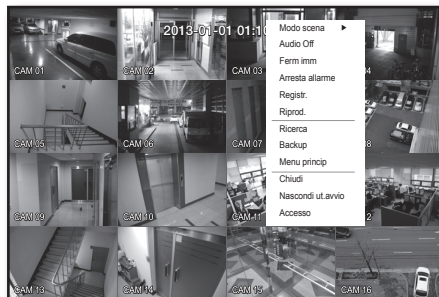 2013-01-01 01:10
CAM 01
CAM 02
CAM 03
CAM 05
CAM 06
CAM 07
CAM 09
CAM 10
CAM 11
CAM 13
CAM 14
CAM 15
CAM 16
Modo scena ►
Audio Off
Ferm imm
Arresta allarme
Registr.
Riprod.
Ricerca
Backup
Menu princip
Chiudi
Nascondi ut.avvio
Accesso